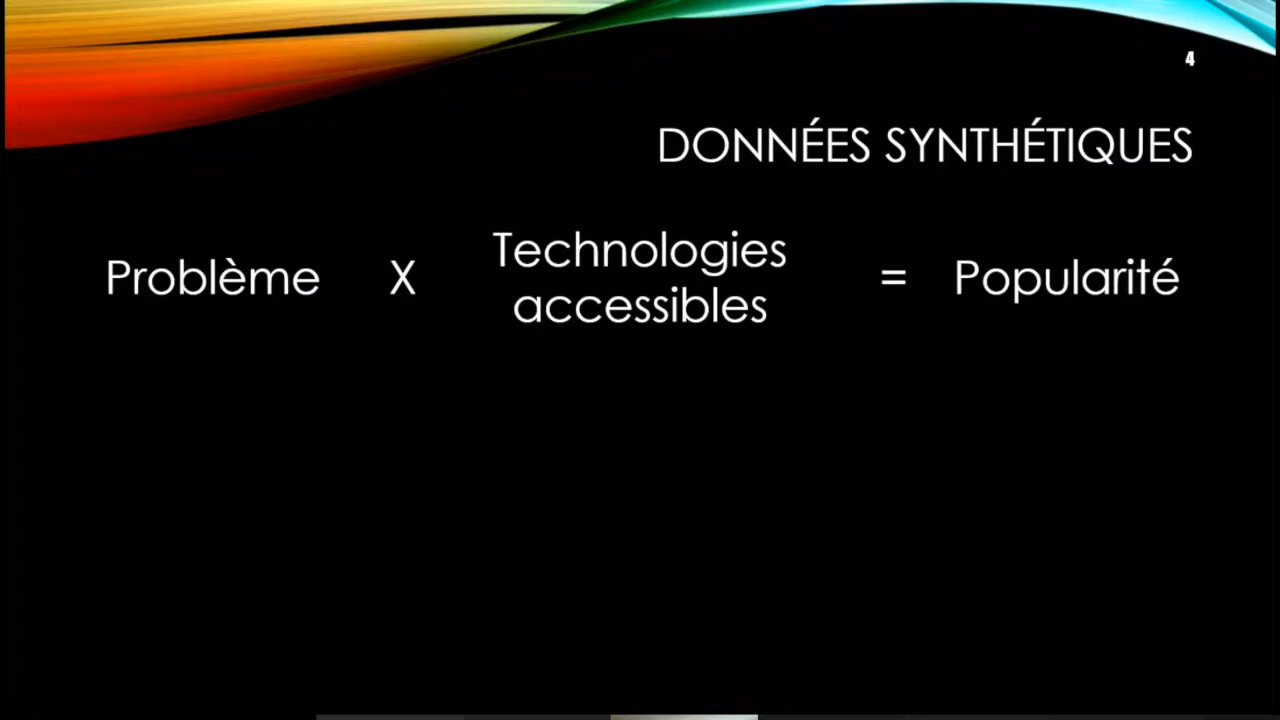 4
DONNÉES SYNTHÉTIQUES
Problème X Technologies accessibles = Popularité